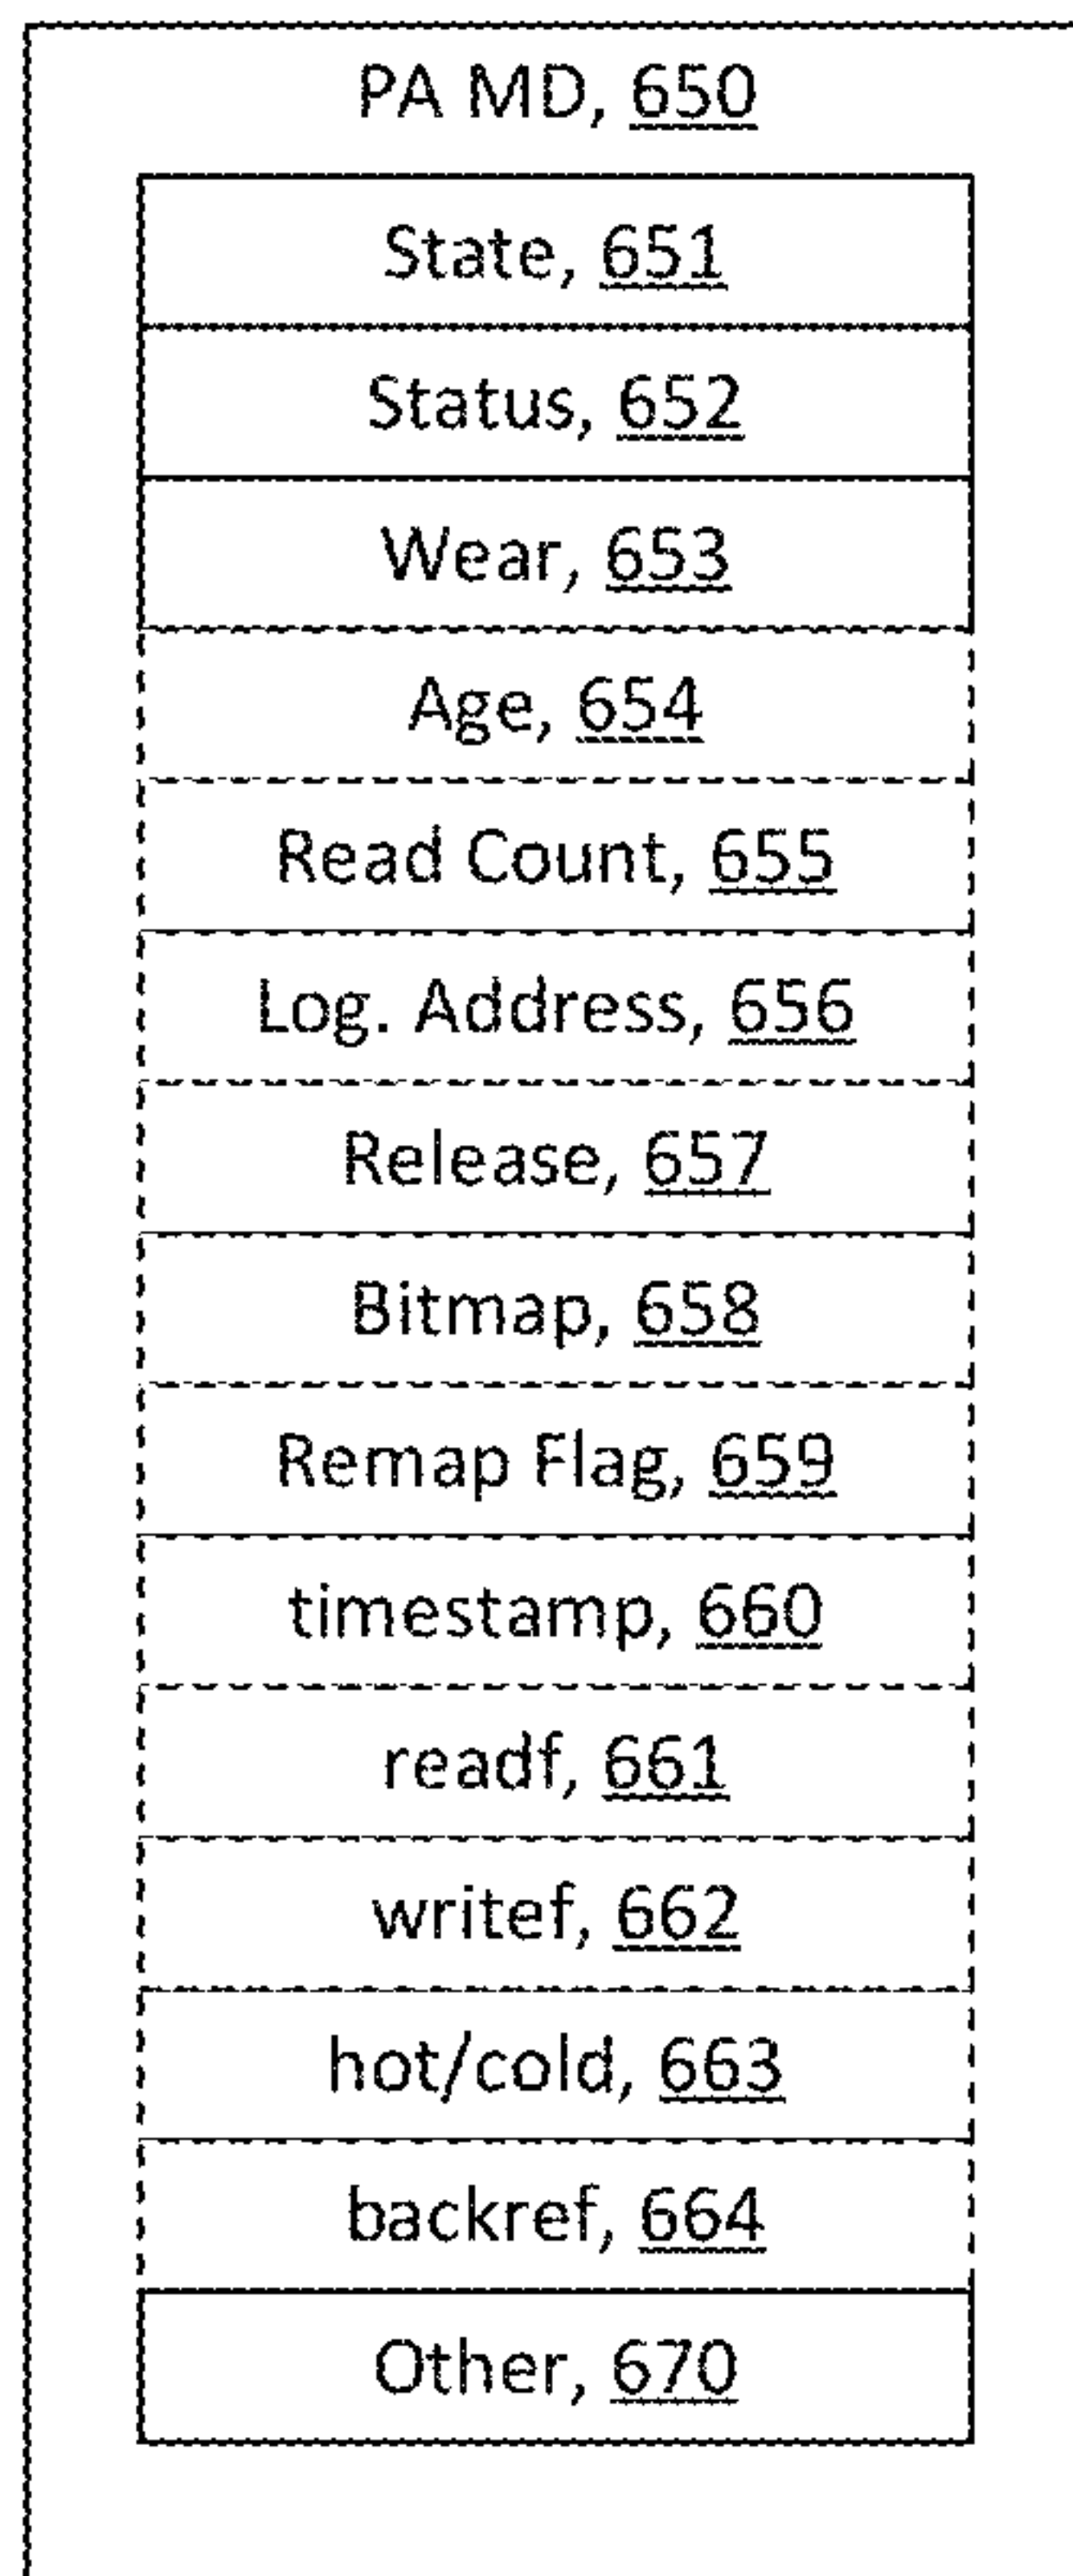 PA MD, 650
State, 651
Status, 652
Wear, 653
Age, 654
Read Count, 655
Log. Address, 656
Release, 657
Bitmap, 658
Remap Flag, 659
timestamp, 660
readf, 661
writef, 662
hot/cold, 663
backref, 664
Other, 670